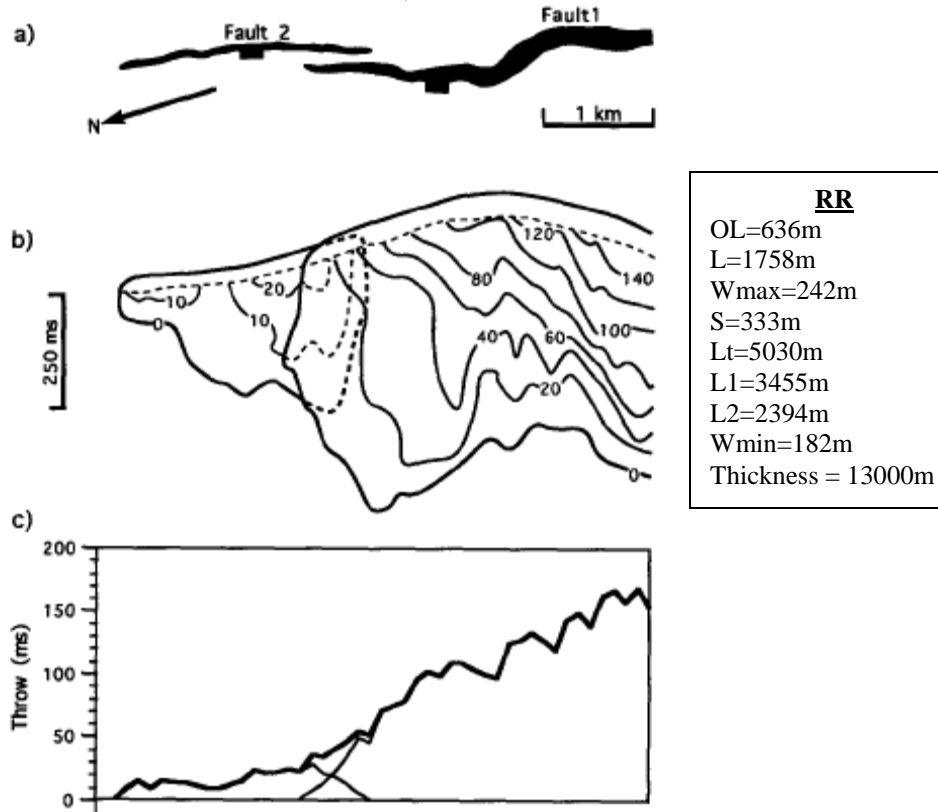 a)
Fault 2
Fault1
N
1 km
b)
250 ms
10
20
10
0
120
80
140
100
40
60
20
0
RR
OL=636m
L=1758m
Wmax=242m
S=333m
Lt=5030m
L1=3455m
L2=2394m
Wmin=182m
Thickness = 13000m
c)
Throw (ms)
200
150
100
50
0